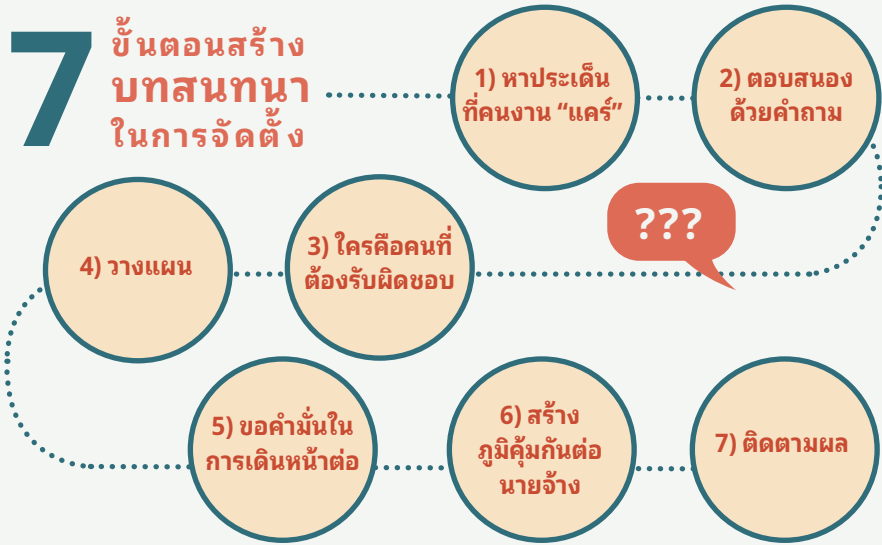 7
ขั้นตอนสร้าง
บทสนทนา
ในการจัดตั้ง
1) หาประเด็น
ที่คนงาน “แคร์”
2) ตอบสนอง
ด้วยคำถาม
???
3) ใครคือคนที่
ต้องรับผิดชอบ
4) วางแผน
5) ขอคำมั่นใน
การเดินหน้าต่อ
6) สร้าง
ภูมิคุ้มกันต่อ
นายจ้าง
7) ติดตามผล